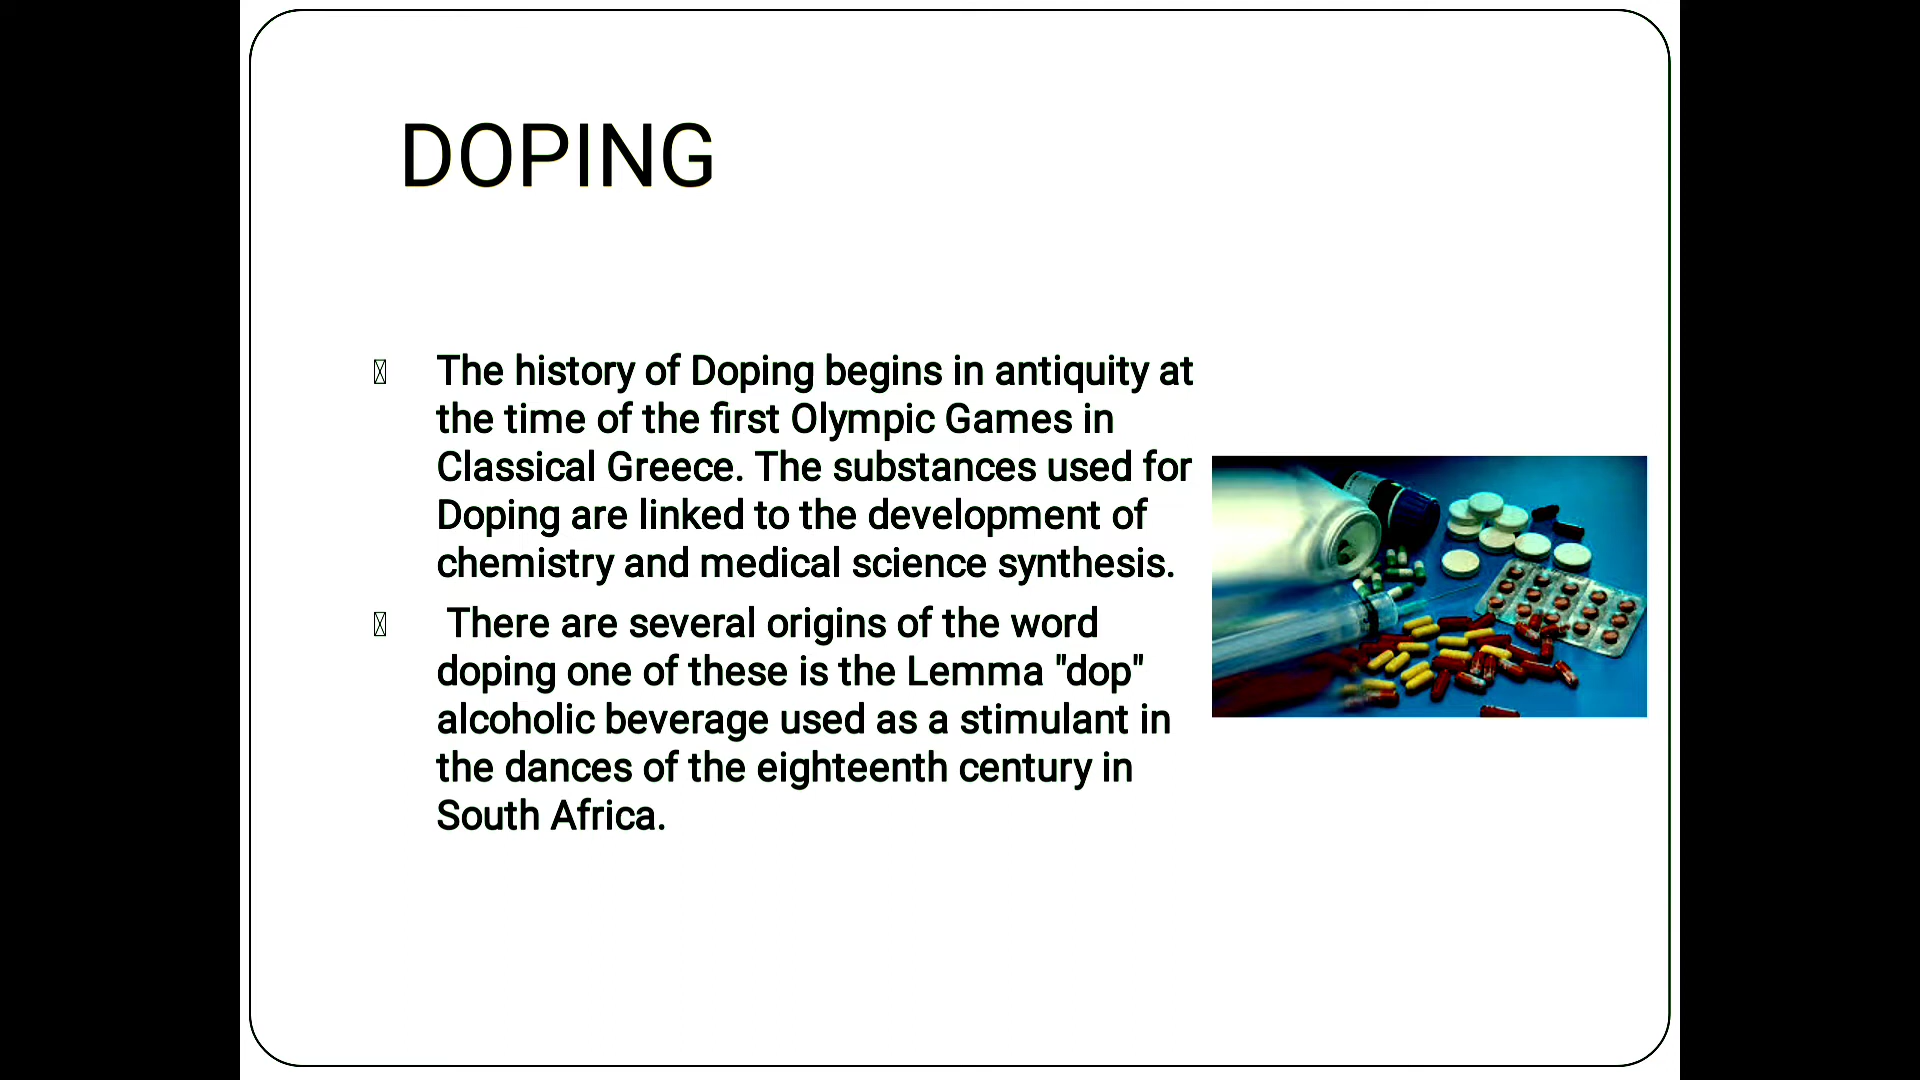 DOPING
The history of Doping begins in antiquity at
the time of the first Olympic Games in
Classical Greece. The substances used for
Doping are linked to the development of
chemistry and medical science synthesis.
There are several origins of the word
doping one of these is the Lemma "dop"
alcoholic beverage used as a stimulant in
the dances of the eighteenth century in
South Africa.